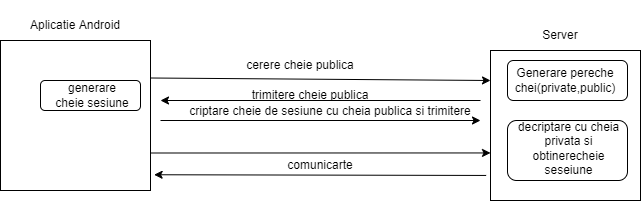 Aplicatie Android
Server
cerere cheie publica
generare
cheie sesiune
Generare pereche
chei(private,public)
trimitere cheie publica
criptare cheie de sesiune cu cheia publica si trimitere
decriptare cu cheia
privata si
obtinerecheie
seseiune
comunicarte